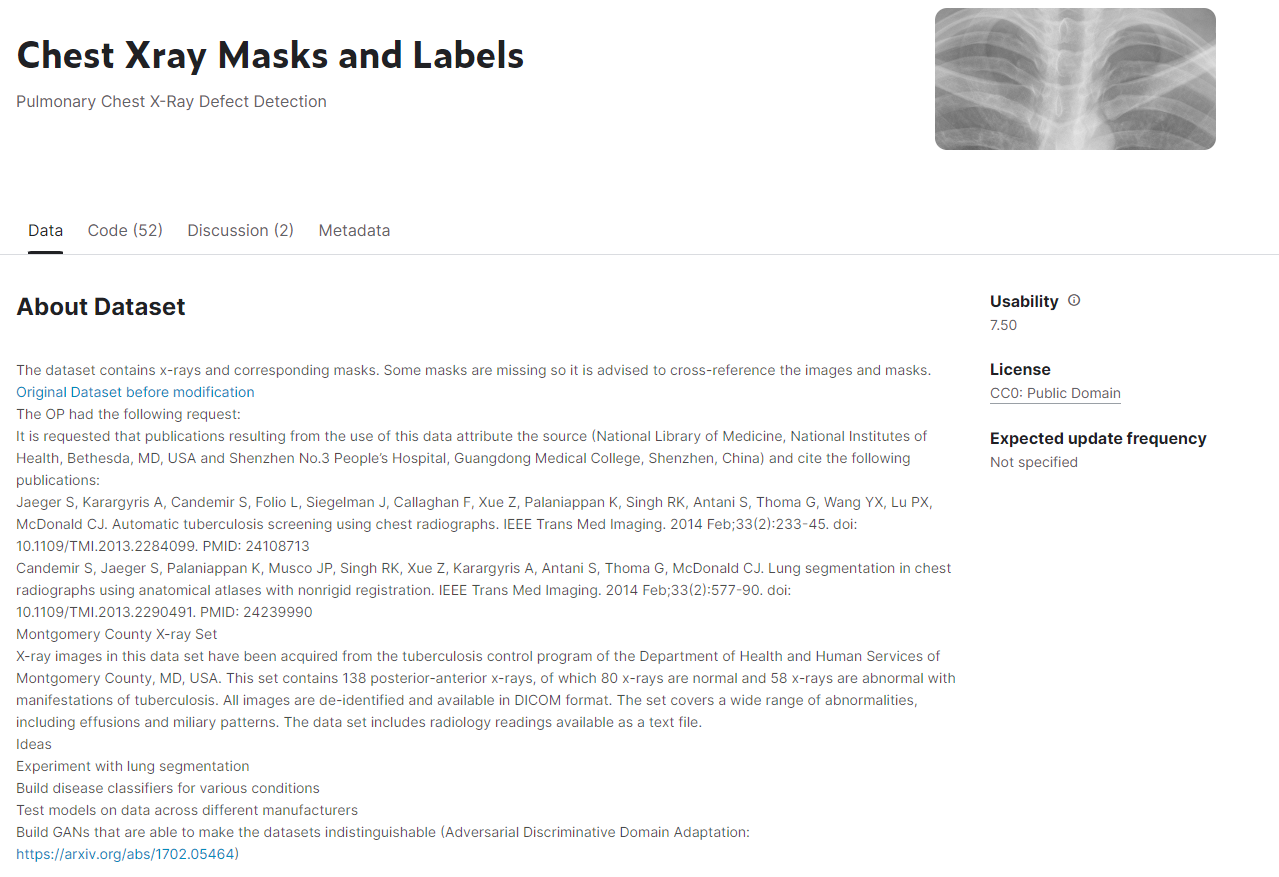 Chest Xray Masks and Labels
Pulmonary Chest X-Ray Defect Detection
Data
Code (52)
Discussion (2)
Metadata
About Dataset
The dataset contains x-rays and corresponding masks. Some masks are missing so it is advised to cross-reference the images and masks.
Original Dataset before modification
The OP had the following request:
It is requested that publications resulting from the use of this data attribute the source (National Library of Medicine, National Institutes of
Health, Bethesda, MD, USA and Shenzhen No.3 People’s Hospital, Guangdong Medical College, Shenzhen, China) and cite the following
publications:
Jaeger S, Karargyris A, Candemir S, Folio L, Siegelman J, Callaghan F, Xue Z, Palaniappan K, Singh RK, Antani S, Thoma G, Wang YX, Lu PX,
McDonald CJ. Automatic tuberculosis screening using chest radiographs. IEEE Trans Med Imaging. 2014 Feb;33(2):233-45. doi:
10.1109/TMI.2013.2284099. PMID: 24108713
Candemir S, Jaeger S, Palaniappan K, Musco JP, Singh RK, Xue Z, Karargyris A, Antani S, Thoma G, McDonald CJ. Lung segmentation in chest
radiographs using anatomical atlases with nonrigid registration. IEEE Trans Med Imaging. 2014 Feb;33(2):577-90. doi:
10.1109/TMI.2013.2290491. PMID: 24239990
Montgomery County X-ray Set
X-ray images in this data set have been acquired from the tuberculosis control program of the Department of Health and Human Services of
Montgomery County, MD, USA. This set contains 138 posterior-anterior x-rays, of which 80 x-rays are normal and 58 x-rays are abnormal with
manifestations of tuberculosis. All images are de-identified and available in DICOM format. The set covers a wide range of abnormalities,
including effusions and miliary patterns. The data set includes radiology readings available as a text file.
Ideas
Experiment with lung segmentation
Build disease classifiers for various conditions
Test models on data across different manufacturers
Build GANs that are able to make the datasets indistinguishable (Adversarial Discriminative Domain Adaptation:
https://arxiv.org/abs/1702.05464)
Usability
7.50
License
CC0: Public Domain
Expected update frequency
Not specified